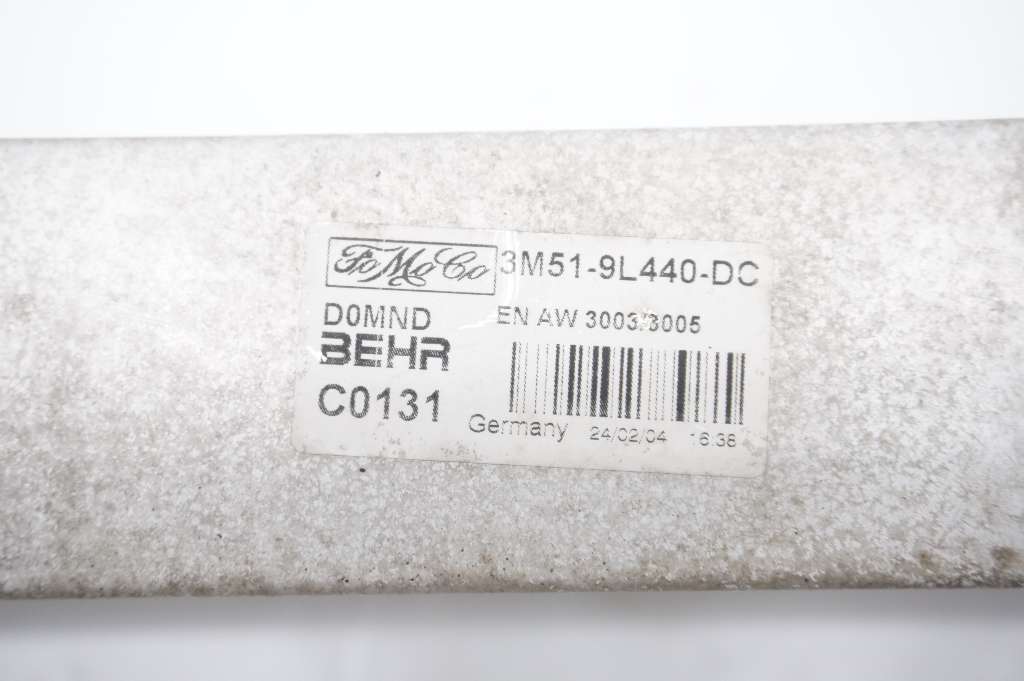 FoMoCo 3M51-9L440-DC
D0MND EN AW 3003/3005
BEHR
C0131
Germany 24/02/04 16:38